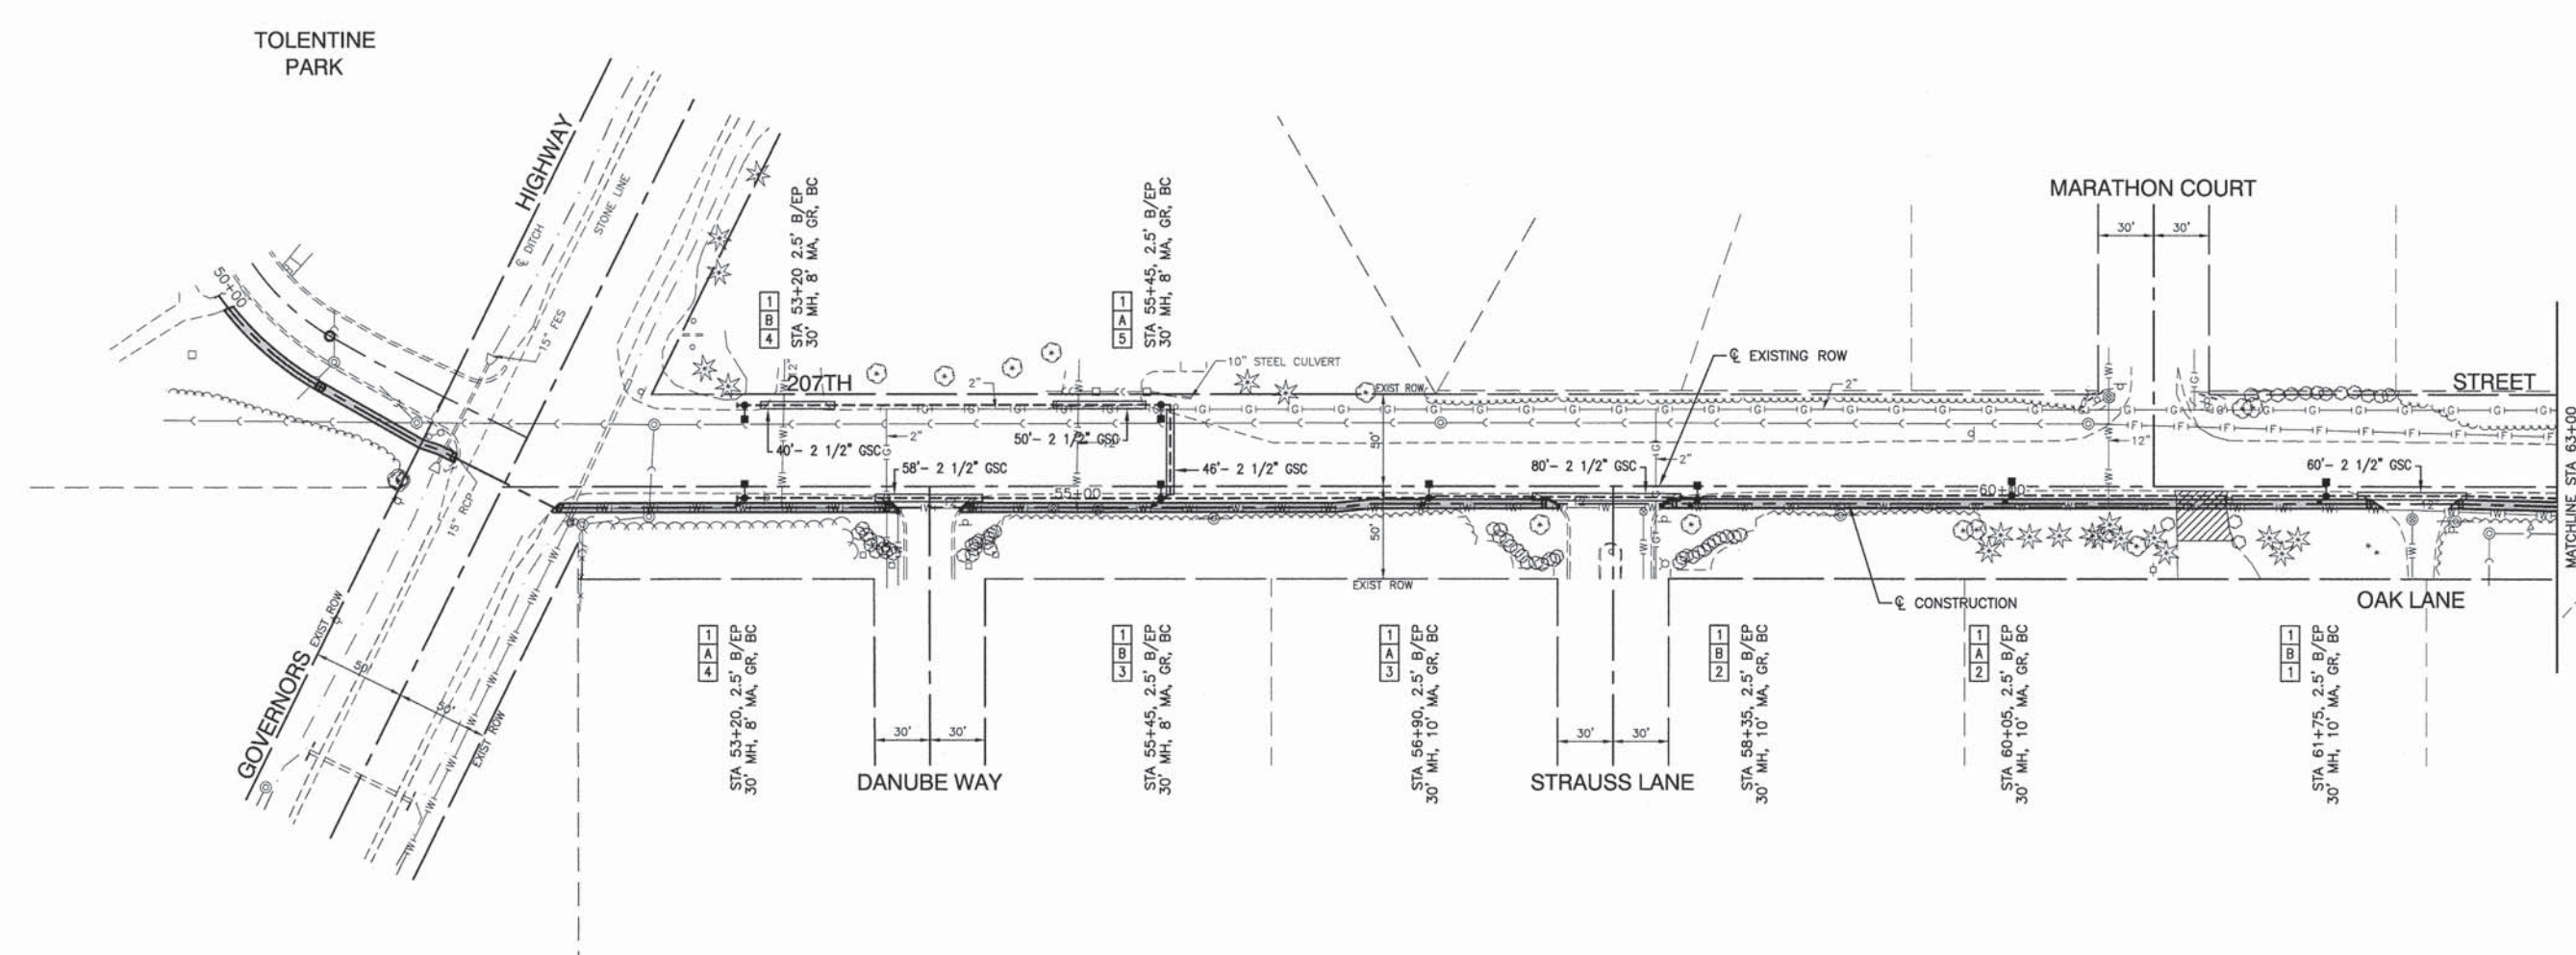 TOLENTINE
PARK
HIGHWAY
℄ DITCH
STONE LINE
50+00
15" FES
15" RCP
1
B
4
STA 53+20 2.5' B/EP
30' MH, 8' MA, GR, BC
1
A
5
STA 55+45, 2.5' B/EP
30' MH, 8' MA, GR, BC
10" STEEL CULVERT
℄ EXISTING ROW
MARATHON COURT
30'
30'
207TH
2"
2"
EXIST ROW
2"
STREET
40'- 2 1/2" GSC
2"
50'- 2 1/2" GSC
58'- 2 1/2" GSC
46'- 2 1/2" GSC
50'
80'- 2 1/2" GSC
2"
12"
60'- 2 1/2" GSC
55+00
60+00
50'
12"
MATCHLINE STA 63+00
EXIST ROW
℄ CONSTRUCTION
OAK LANE
EXIST ROW
50'
50'
EXIST ROW
GOVERNORS
1
A
4
STA 53+20, 2.5' B/EP
30' MH, 8' MA, GR, BC
30'
30'
DANUBE WAY
1
B
3
STA 55+45, 2.5' B/EP
30' MH, 8' MA, GR, BC
1
A
3
STA 56+90, 2.5' B/EP
30' MH, 10' MA, GR, BC
30'
30'
STRAUSS LANE
1
B
2
STA 58+35, 2.5' B/EP
30' MH, 10' MA, GR, BC
1
A
2
STA 60+05, 2.5' B/EP
30' MH, 10' MA, GR, BC
1
B
1
STA 61+75, 2.5' B/EP
30' MH, 10' MA, GR, BC